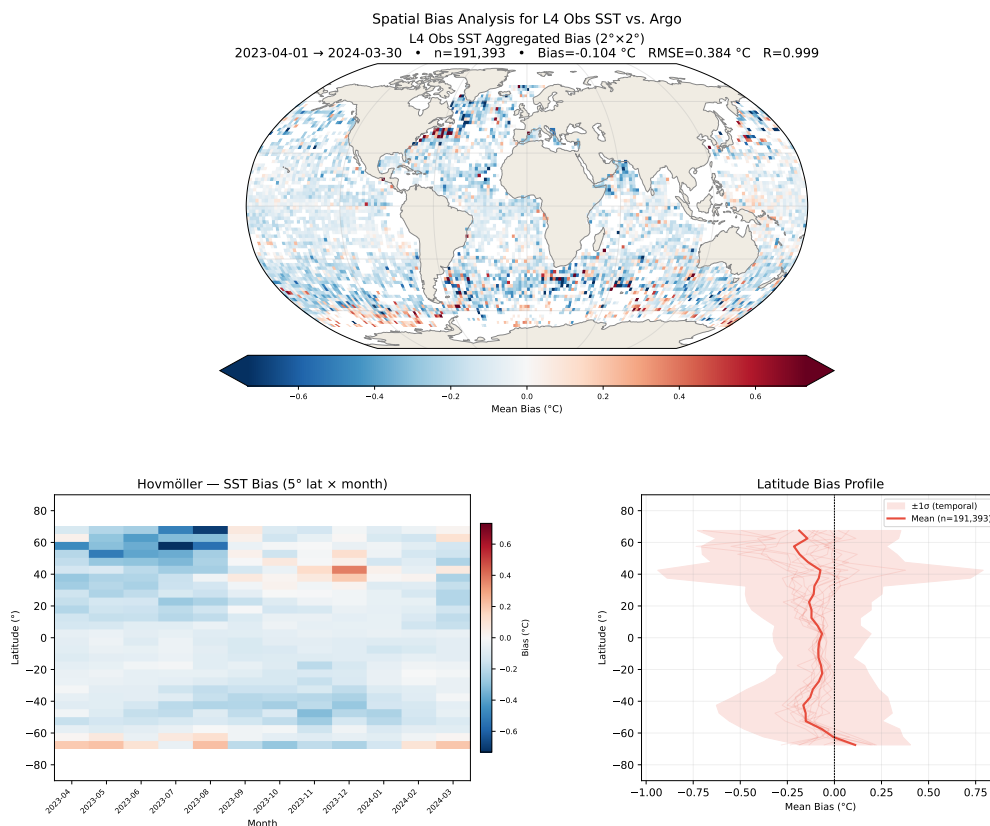 Spatial Bias Analysis for L4 Obs SST vs. Argo
L4 Obs SST Aggregated Bias (2°×2°)
2023-04-01 → 2024-03-30 • n=191,393 • Bias=-0.104 °C RMSE=0.384 °C R=0.999
−0.6 −0.4 −0.2 0.0 0.2 0.4 0.6
Mean Bias (°C)
Hovmöller — SST Bias (5° lat × month)
80
60
40
20
0
−20
−40
−60
−80
Latitude (°)
2023-04 2023-05 2023-06 2023-07 2023-08 2023-09 2023-10 2023-11 2023-12 2024-01 2024-02 2024-03
Month
0.6
0.4
0.2
0.0
−0.2
−0.4
−0.6
Bias (°C)
Latitude Bias Profile
±1σ (temporal)
Mean (n=191,393)
80
60
40
20
0
−20
−40
−60
−80
Latitude (°)
−1.00 −0.75 −0.50 −0.25 0.00 0.25 0.50 0.75
Mean Bias (°C)